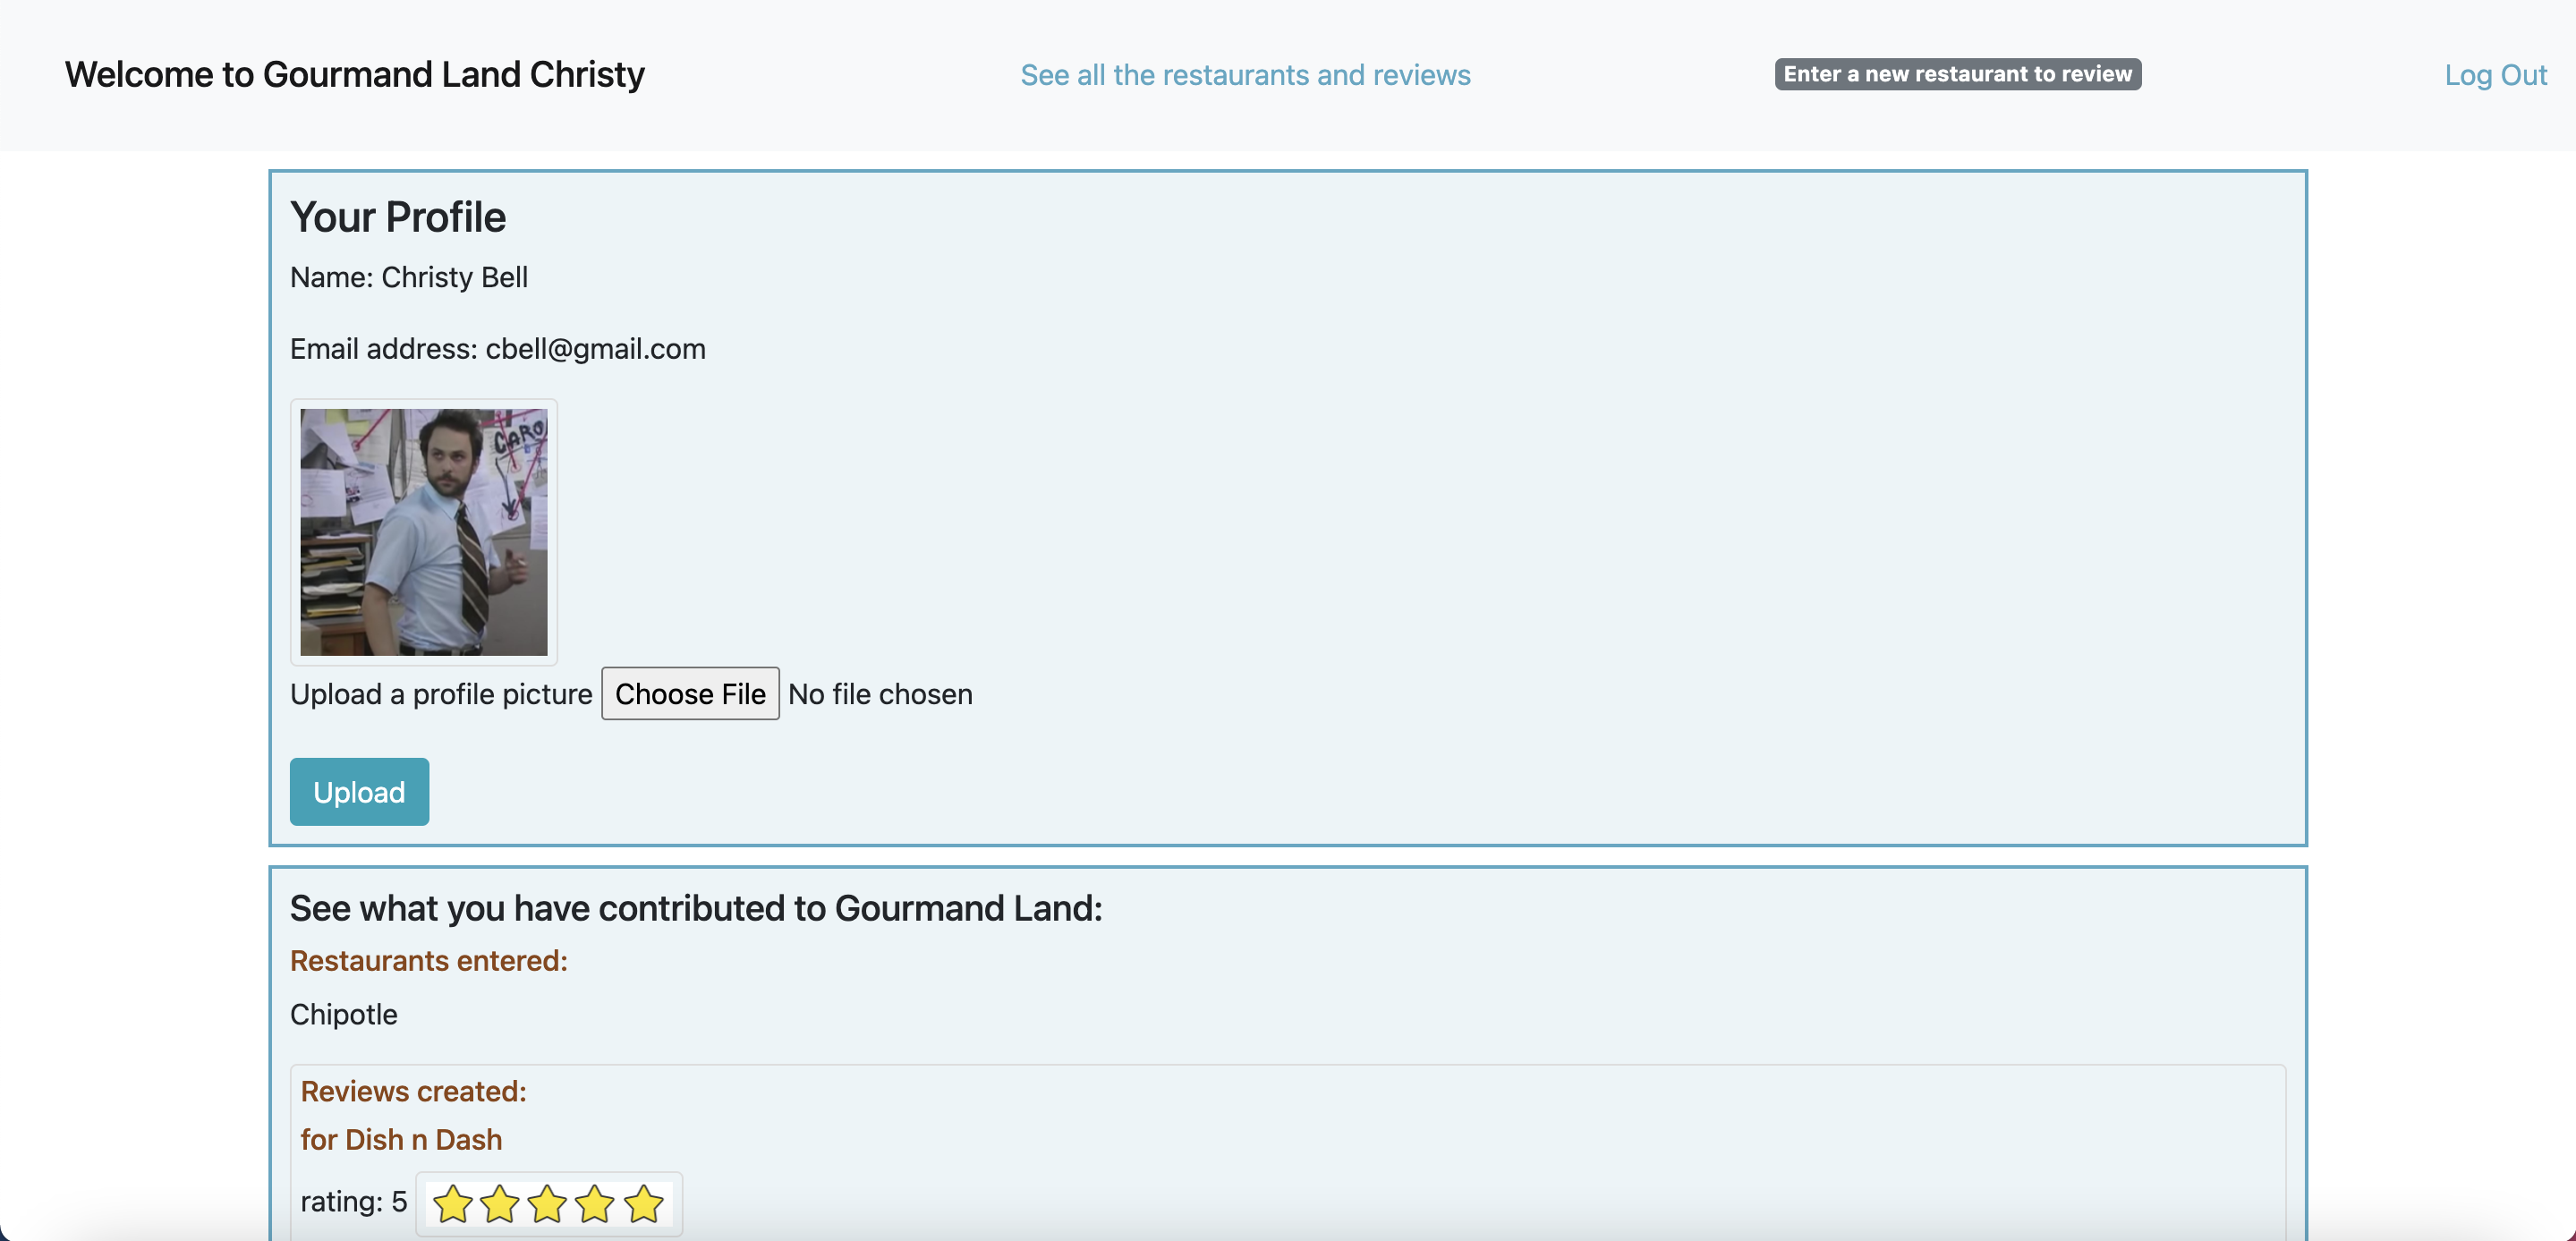 Welcome to Gourmand Land Christy
See all the restaurants and reviews
Enter a new restaurant to review
Log Out
Your Profile
Name: Christy Bell
Email address: cbell@gmail.com
CARO
Upload a profile picture Choose File No file chosen
Upload
See what you have contributed to Gourmand Land:
Restaurants entered:
Chipotle
Reviews created:
for Dish n Dash
rating: 5